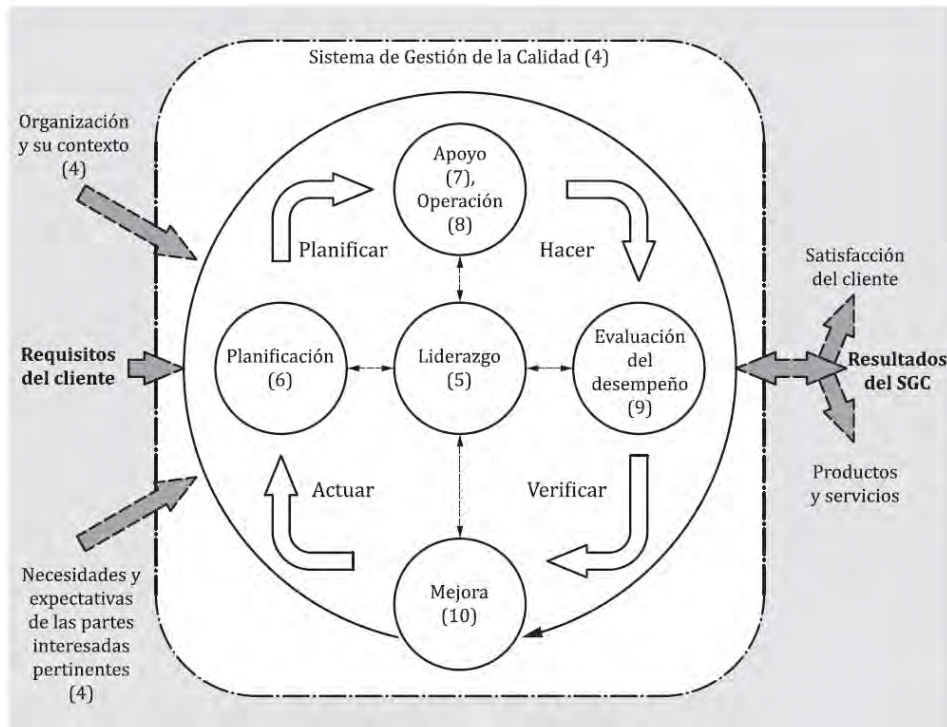 Sistema de Gestión de la Calidad (4)
Organización
y su contexto
(4)
Apoyo
(7),
Operación
(8)
Planificar
Hacer
Satisfacción
del cliente
Requisitos
del cliente
Planificación
(6)
Liderazgo
(5)
Evaluación
del
desempeño
(9)
Resultados
del SGC
Actuar
Verificar
Productos
y servicios
Necesidades y
expectativas
de las partes
interesadas
pertinentes
(4)
Mejora
(10)